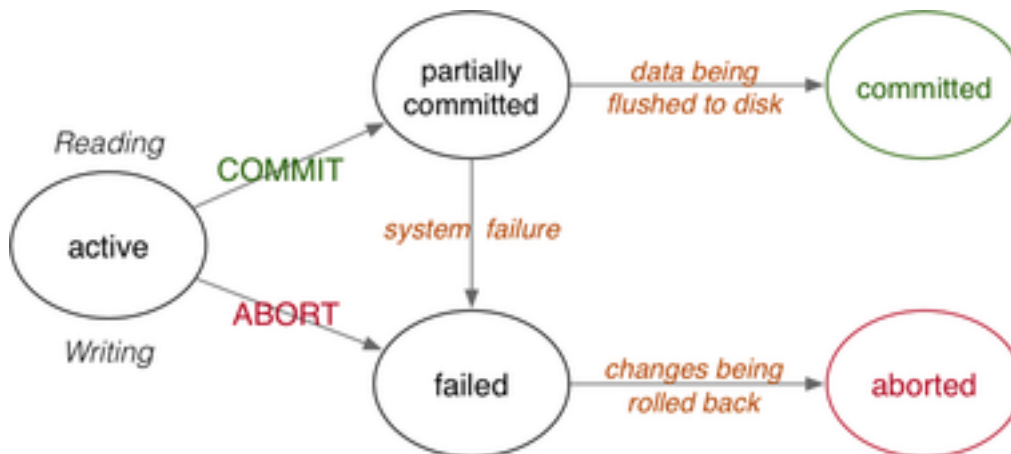 partially
committed
data being
flushed to disk
committed
Reading
COMMIT
active
system failure
ABORT
Writing
failed
changes being
rolled back
aborted